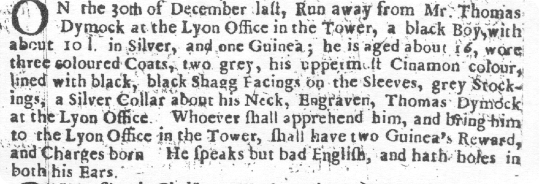 ON the 30th of December last, Run away from Mr. Thomas
Dymock at the Lyon Office in the Tower, a black Boy, with
about 10 l. in Silver, and one Guinea; he is aged about 16, wore
three coloured Coats, two grey, his uppermost Cinamon colour,
lined with black, black Shagg Facings on the Sleeves, grey Stock-
ings, a Silver Collar about his Neck, Engraven, Thomas Dymock
at the Lyon Office. Whoever shall apprehend him, and bring him
to the Lyon Office in the Tower, shall have two Guinea's Reward,
and Charges born He speaks but bad English, and hath holes in
both his Ears.